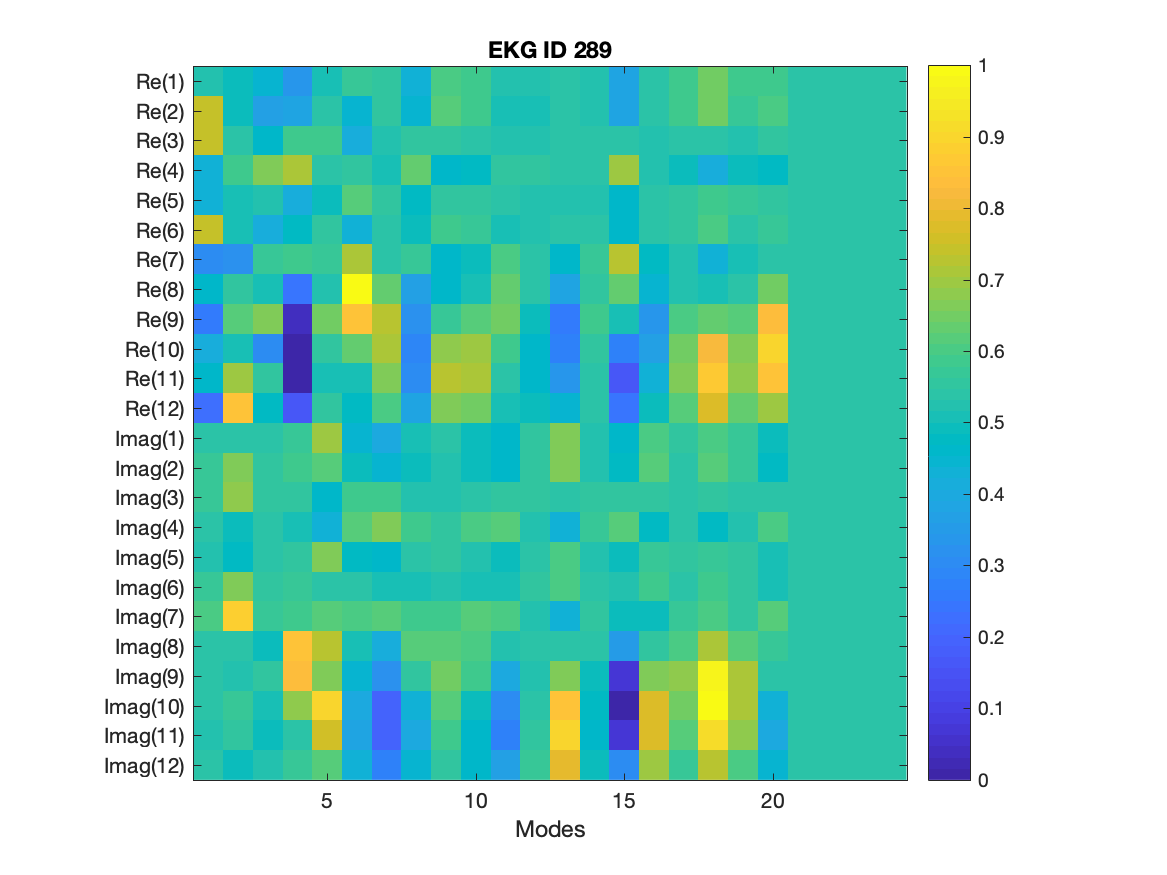 EKG ID 289
Re(1)
Re(2)
Re(3)
Re(4)
Re(5)
Re(6)
Re(7)
Re(8)
Re(9)
Re(10)
Re(11)
Re(12)
Imag(1)
Imag(2)
Imag(3)
Imag(4)
Imag(5)
Imag(6)
Imag(7)
Imag(8)
Imag(9)
Imag(10)
Imag(11)
Imag(12)
5 10 15 20
Modes
1
0.9
0.8
0.7
0.6
0.5
0.4
0.3
0.2
0.1
0